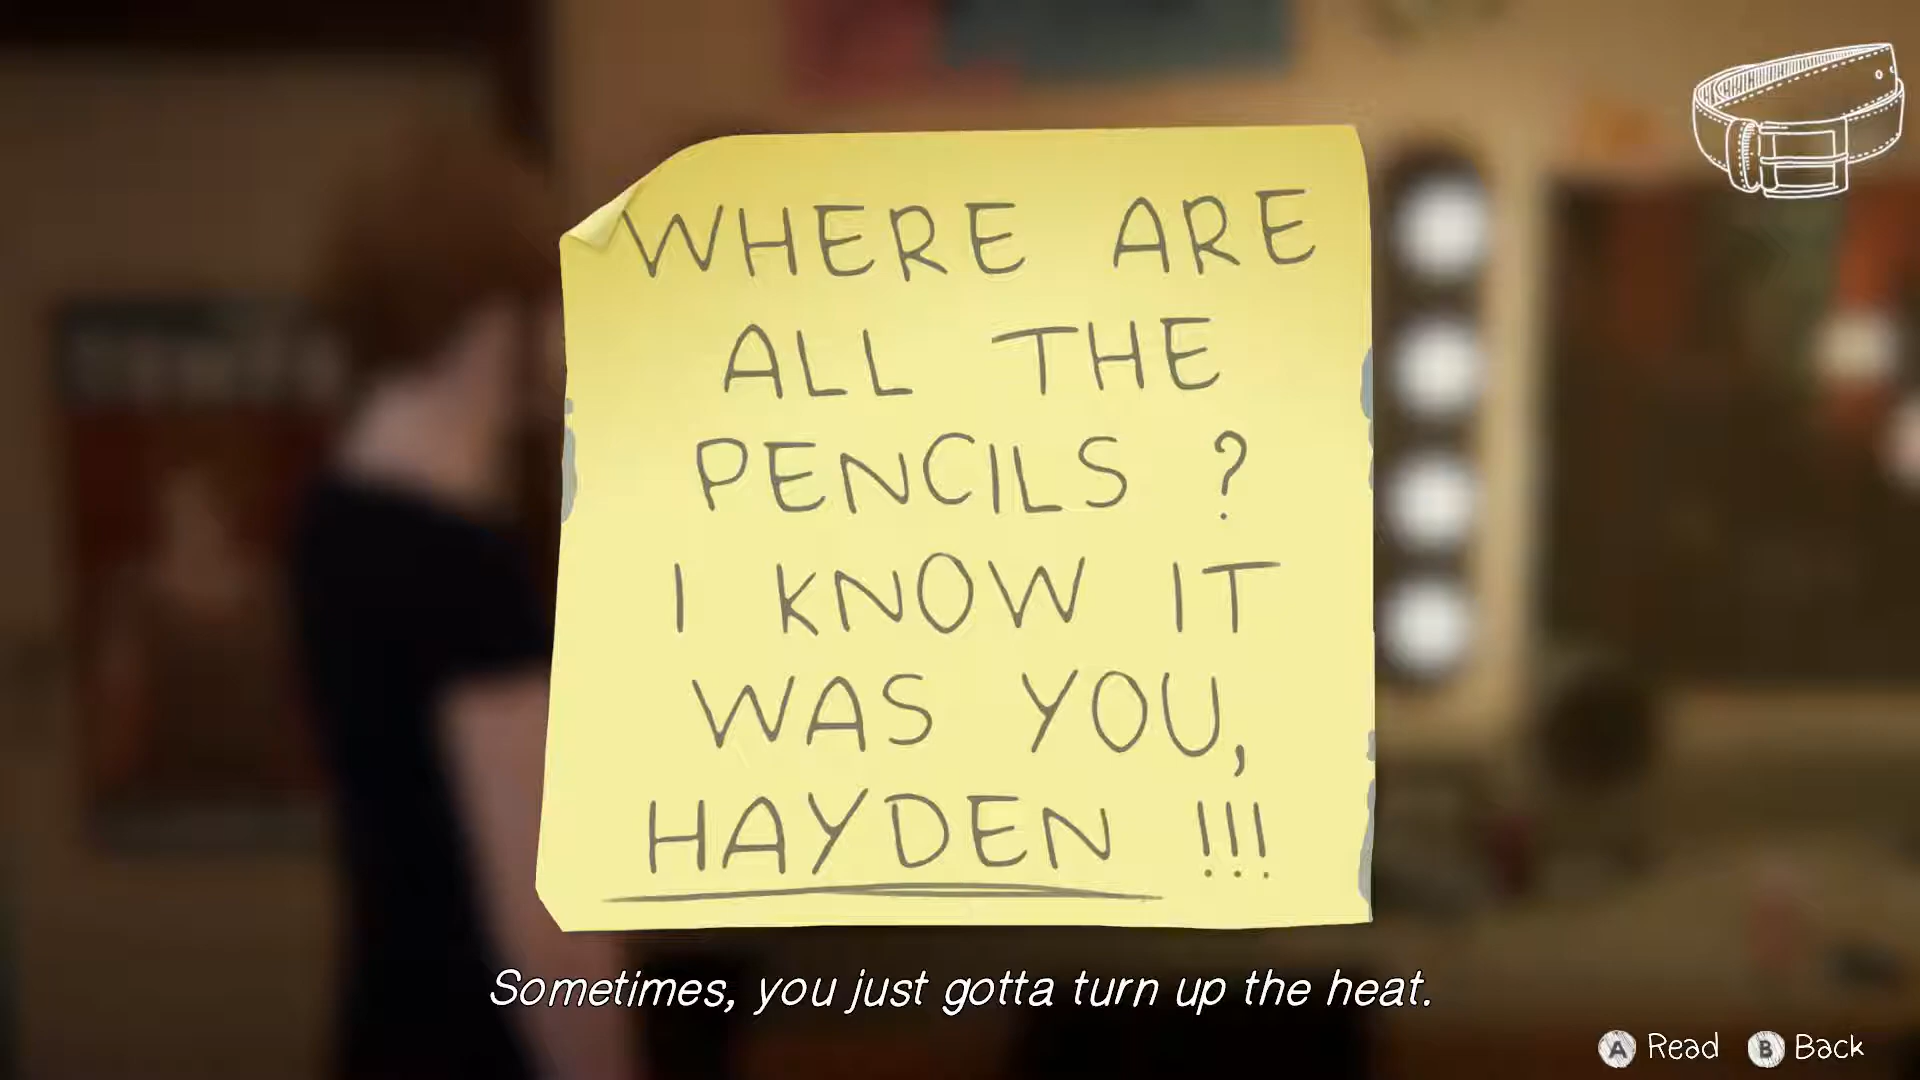 WHERE ARE
ALL THE
PENCILS ?
I KNOW IT
WAS YOU,
HAYDEN !!!
Sometimes, you just gotta turn up the heat.
A Read B Back